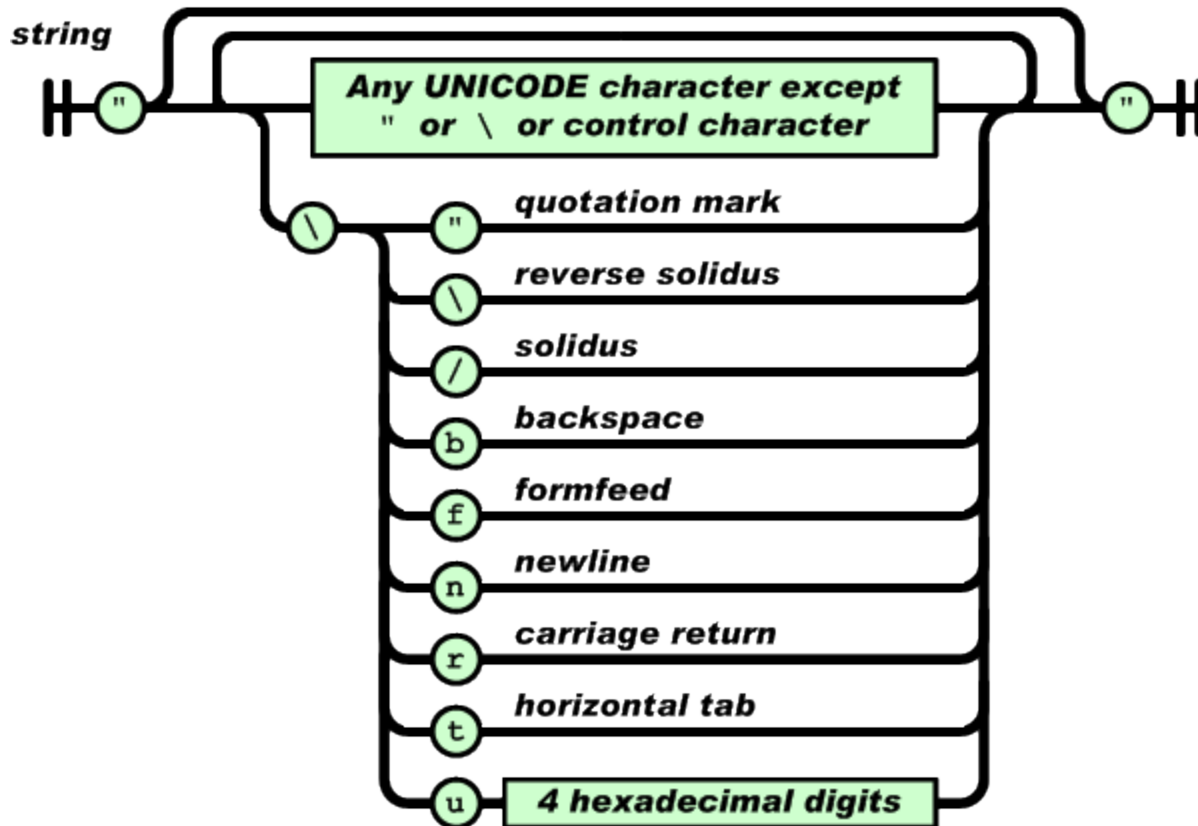 string
"
Any UNICODE character except
" or \ or control character
"
\
" quotation mark
\ reverse solidus
/ solidus
b backspace
f formfeed
n newline
r carriage return
t horizontal tab
u 4 hexadecimal digits